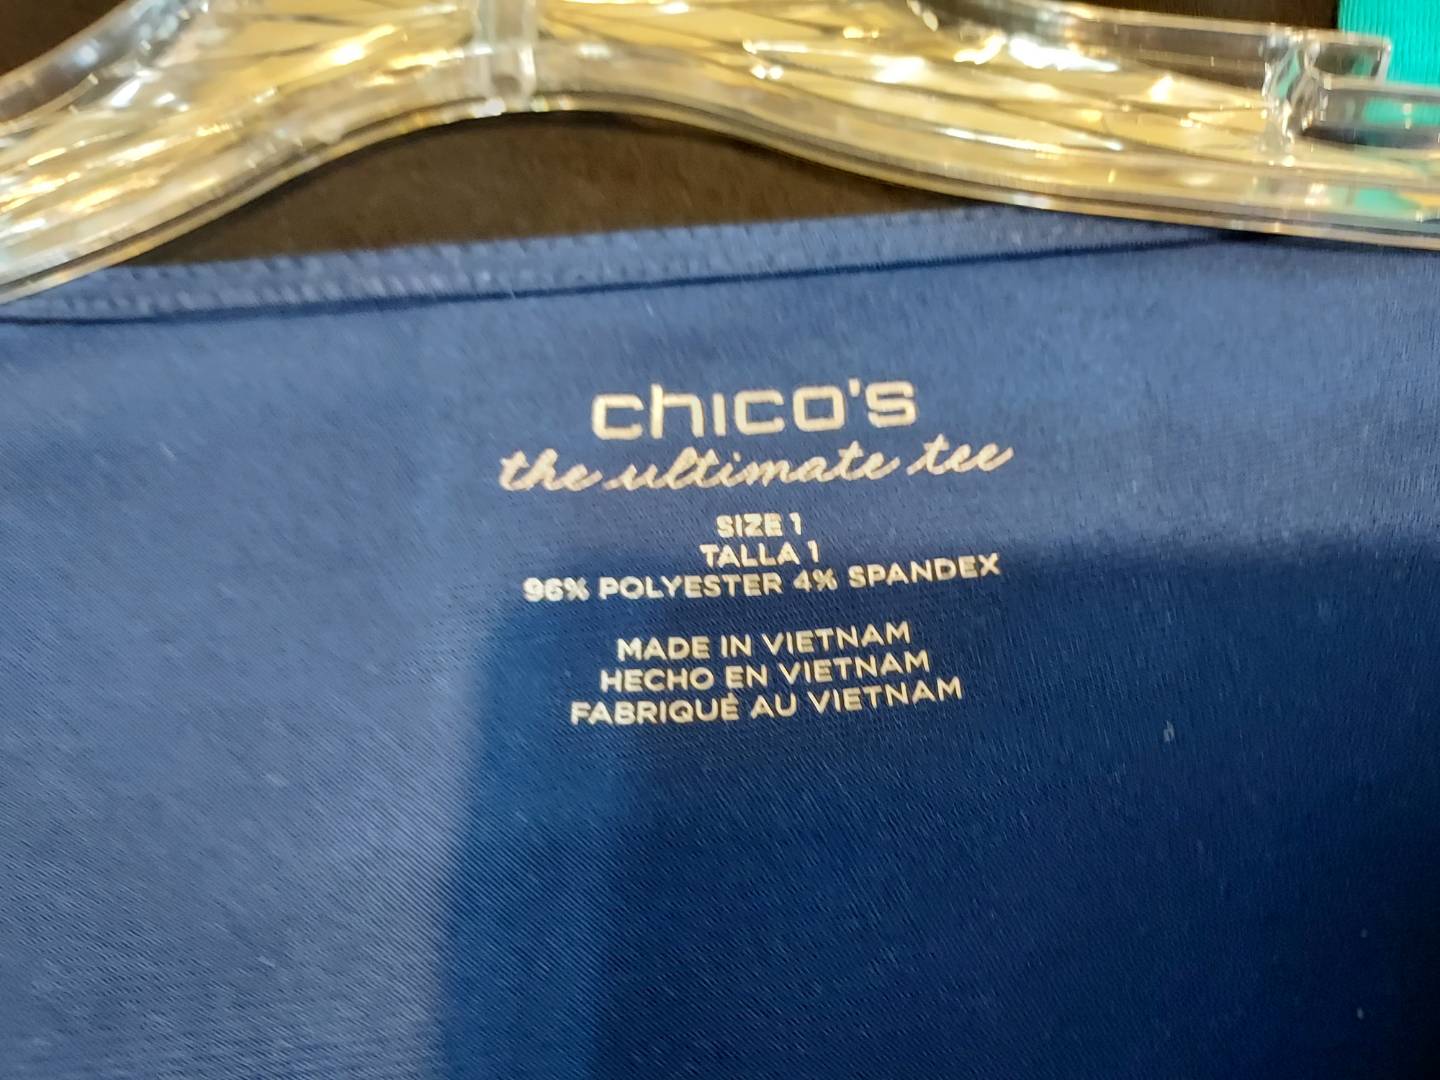 chico's
the ultimate tee
SIZE 1
TALLA 1
96% POLYESTER 4% SPANDEX
MADE IN VIETNAM
HECHO EN VIETNAM
FABRIQUÉ AU VIETNAM